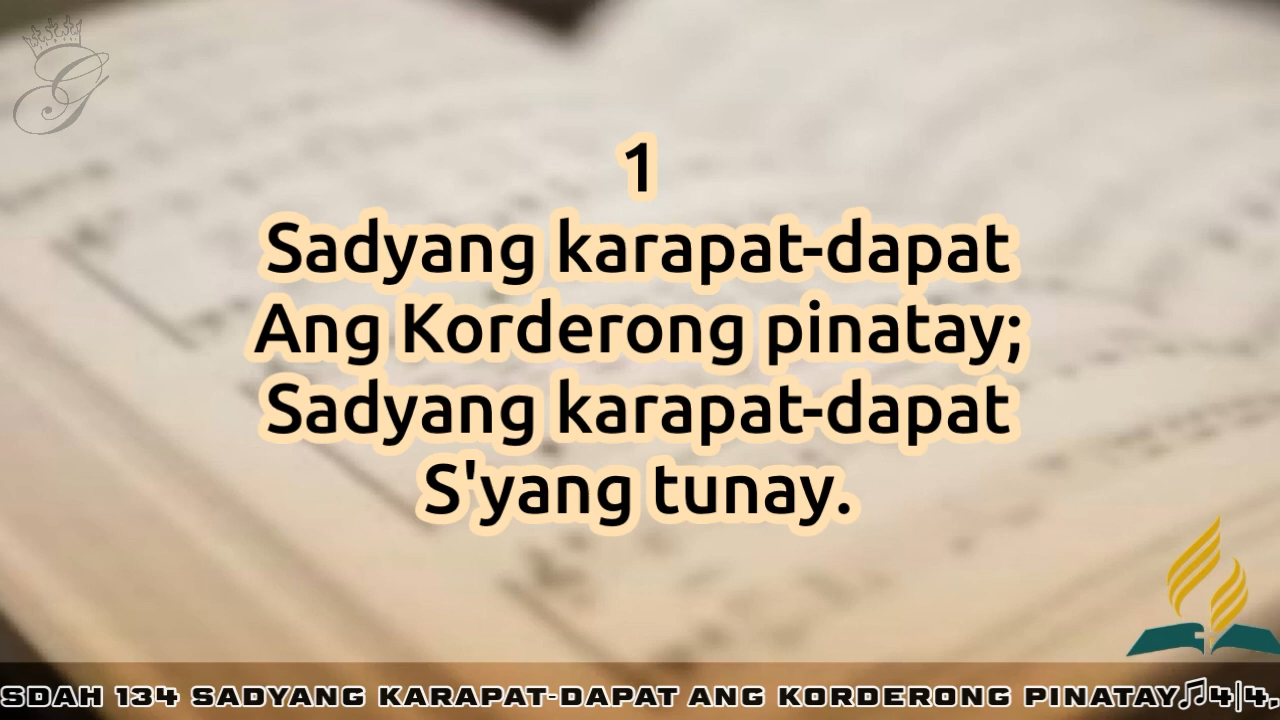 1
Sadyang karapat-dapat
Ang Korderong pinatay;
Sadyang karapat-dapat
S'yang tunay.
SDAH 134 SADYANG KARAPAT-DAPAT ANG KORDERONG PINATAY🎵4|4,